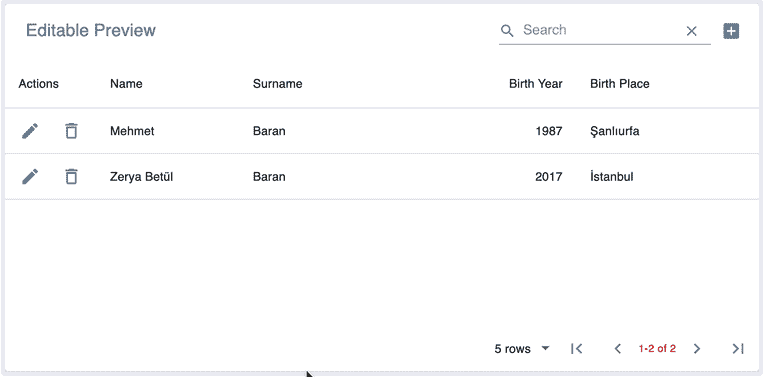 Editable Preview Search
Actions Name Surname Birth Year Birth Place
Mehmet Baran 1987 Şanlıurfa
Zerya Betül Baran 2017 İstanbul
5 rows 1-2 of 2